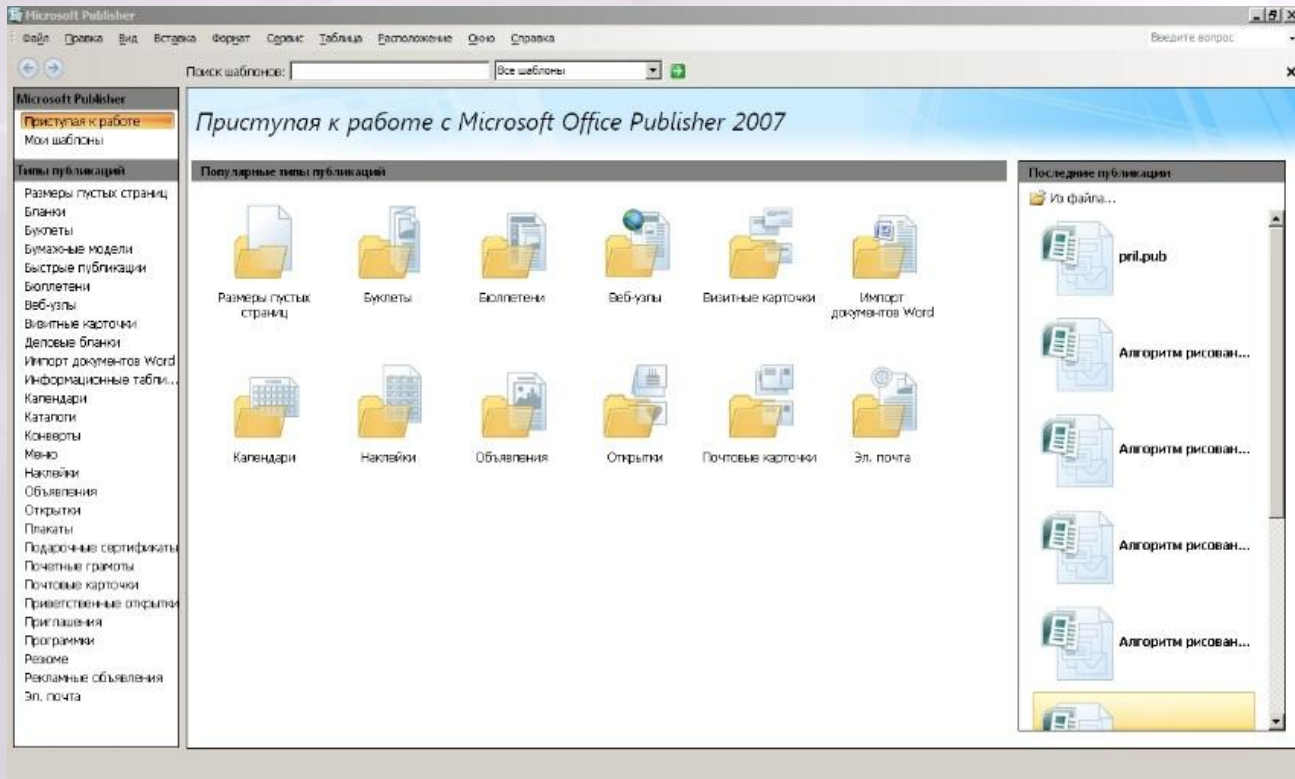 Microsoft Publisher
Файл Правка Вид Вставка Формат Сервис Таблица Расположение Окно Справка
Введите вопрос
Поиск шаблонов: Все шаблоны
Microsoft Publisher
Приступая к работе
Мои шаблоны
Типы публикаций
Размеры пустых страниц
Бланки
Буклеты
Бумажные модели
Быстрые публикации
Бюллетени
Веб-узлы
Визитные карточки
Деловые бланки
Импорт документов Word
Информационные табли...
Календари
Каталоги
Конверты
Меню
Наклейки
Объявления
Открытки
Плакаты
Подарочные сертификаты
Почетные грамоты
Почтовые карточки
Приветственные открытки
Приглашения
Программки
Резюме
Рекламные объявления
Эл. почта
Приступая к работе с Microsoft Office Publisher 2007
Популярные типы публикаций
Размеры пустых страниц
Буклеты
Бюллетени
Веб-узлы
Визитные карточки
Импорт документов Word
Календари
Наклейки
Объявления
Открытки
Почтовые карточки
Эл. почта
Последние публикации
Из файла...
pril.pub
Алгоритм рисован...
Алгоритм рисован...
Алгоритм рисован...
Алгоритм рисован...